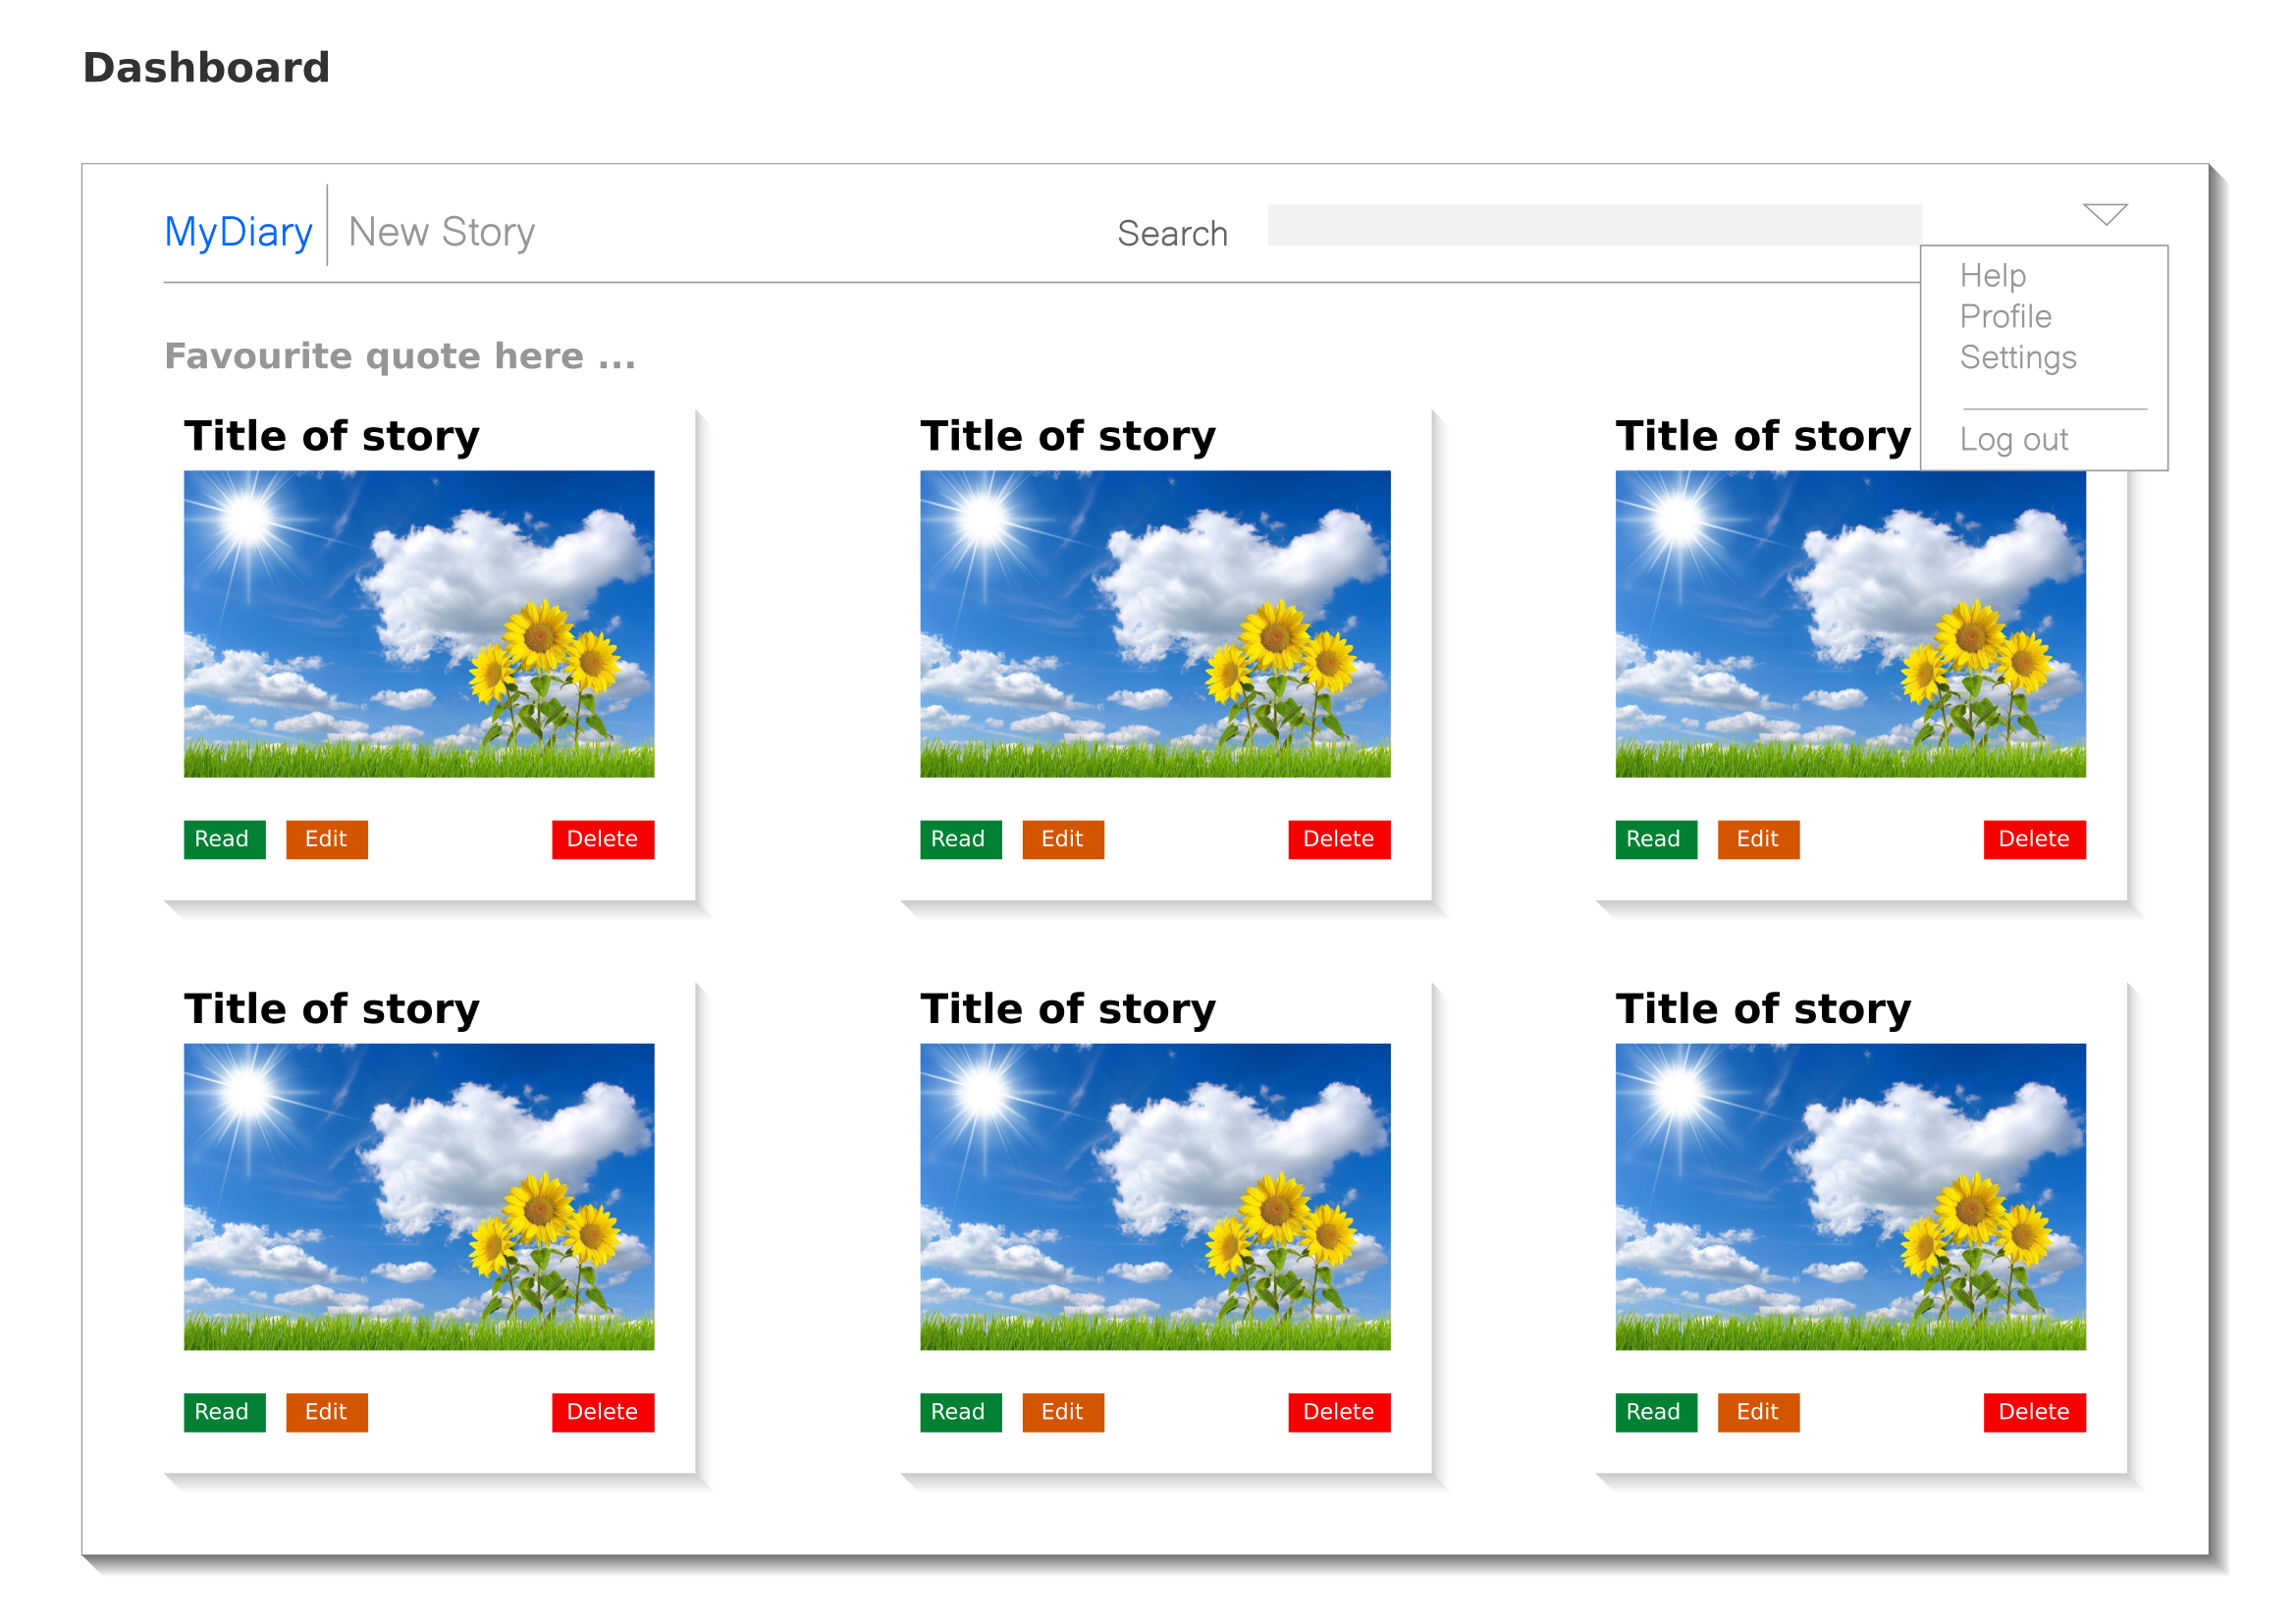 Dashboard
MyDiary New Story Search
Help
Profile
Settings
Log out
Favourite quote here ...
Title of story Title of story Title of story
Read Edit Delete Read Edit Delete Read Edit Delete
Title of story Title of story Title of story
Read Edit Delete Read Edit Delete Read Edit Delete